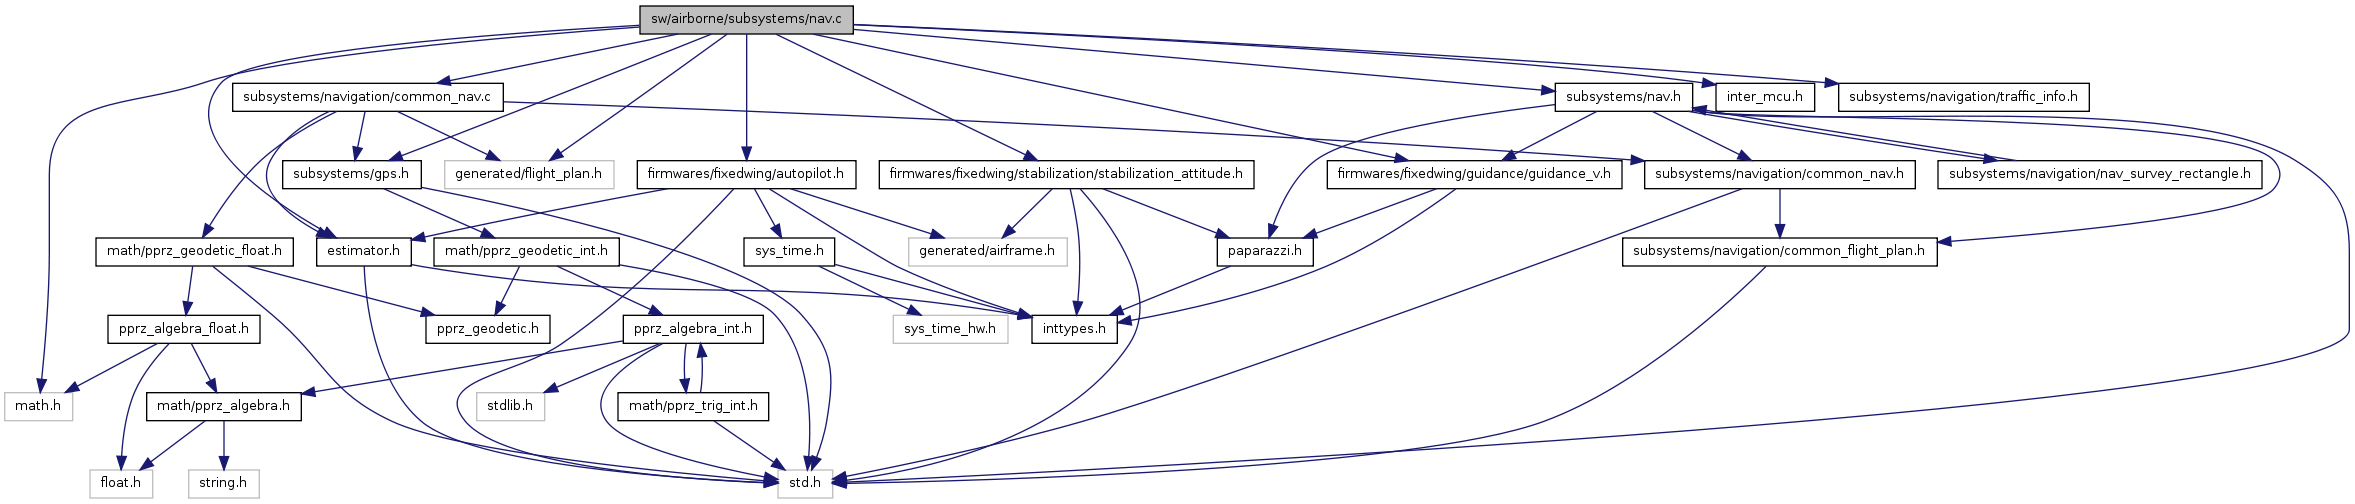 sw/airborne/subsystems/nav.c
subsystems/navigation/common_nav.c
subsystems/nav.h
inter_mcu.h
subsystems/navigation/traffic_info.h
subsystems/gps.h
generated/flight_plan.h
firmwares/fixedwing/autopilot.h
firmwares/fixedwing/stabilization/stabilization_attitude.h
firmwares/fixedwing/guidance/guidance_v.h
subsystems/navigation/common_nav.h
subsystems/navigation/nav_survey_rectangle.h
math/pprz_geodetic_float.h
estimator.h
math/pprz_geodetic_int.h
sys_time.h
generated/airframe.h
paparazzi.h
subsystems/navigation/common_flight_plan.h
pprz_algebra_float.h
pprz_geodetic.h
pprz_algebra_int.h
sys_time_hw.h
inttypes.h
math.h
math/pprz_algebra.h
stdlib.h
math/pprz_trig_int.h
float.h
string.h
std.h